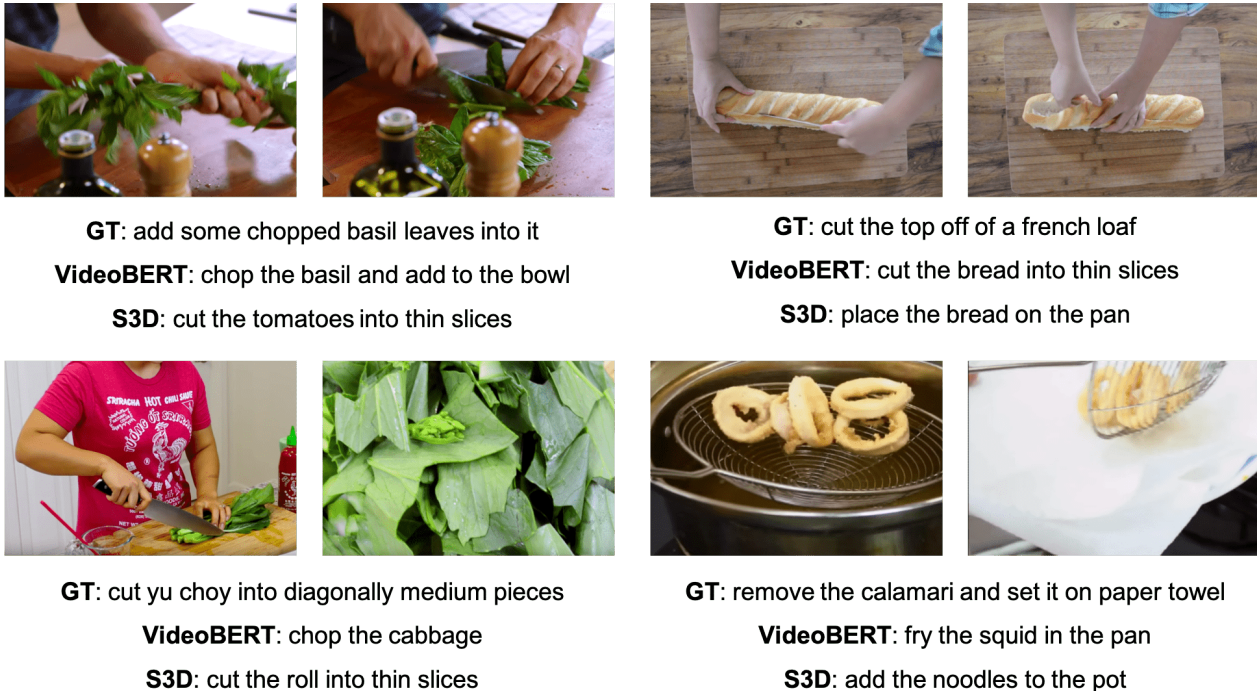 GT: add some chopped basil leaves into it
VideoBERT: chop the basil and add to the bowl
S3D: cut the tomatoes into thin slices
GT: cut the top off of a french loaf
VideoBERT: cut the bread into thin slices
S3D: place the bread on the pan
SRIRACHA HOT CHILI SAUCE
TƯƠNG ỚT SRIRACHA
GT: cut yu choy into diagonally medium pieces
VideoBERT: chop the cabbage
S3D: cut the roll into thin slices
GT: remove the calamari and set it on paper towel
VideoBERT: fry the squid in the pan
S3D: add the noodles to the pot